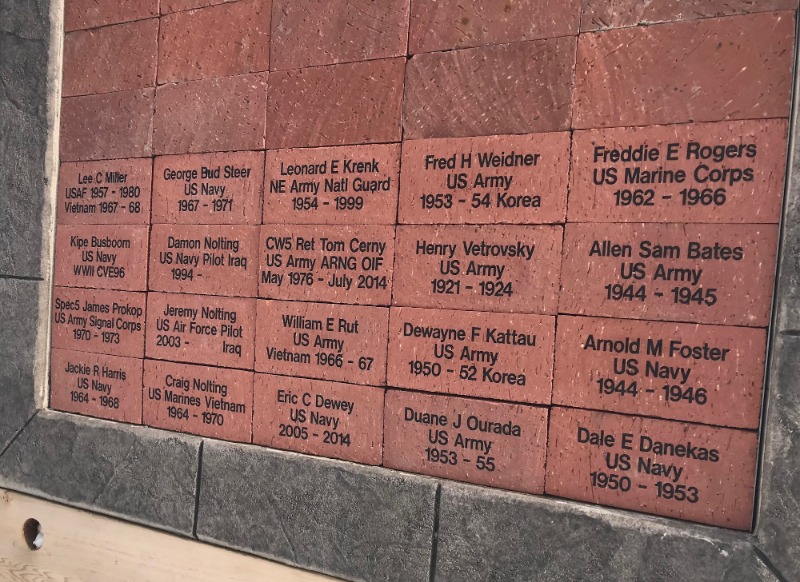 Lee C Miller
USAF 1957 - 1980
Vietnam 1967 - 68
George Bud Steer
US Navy
1967 - 1971
Leonard E Krenk
NE Army Natl Guard
1954 - 1999
Fred H Weidner
US Army
1953 - 54 Korea
Freddie E Rogers
US Marine Corps
1962 - 1966
Kipe Busboom
US Navy
WWII CVE96
Damon Nolting
US Navy Pilot Iraq
1994 -
CW5 Ret Tom Cerny
US Army ARNG OIF
May 1976 - July 2014
Henry Vetrovsky
US Army
1921 - 1924
Allen Sam Bates
US Army
1944 - 1945
Spec5 James Prokop
US Army Signal Corps
1970 - 1973
Jeremy Nolting
US Air Force Pilot
2003 - Iraq
William E Rut
US Army
Vietnam 1966 - 67
Dewayne F Kattau
US Army
1950 - 52 Korea
Arnold M Foster
US Navy
1944 - 1946
Jackie R Harris
US Navy
1964 - 1968
Craig Nolting
US Marines Vietnam
1964 - 1970
Eric C Dewey
US Navy
2005 - 2014
Duane J Ourada
US Army
1953 - 55
Dale E Danekas
US Navy
1950 - 1953